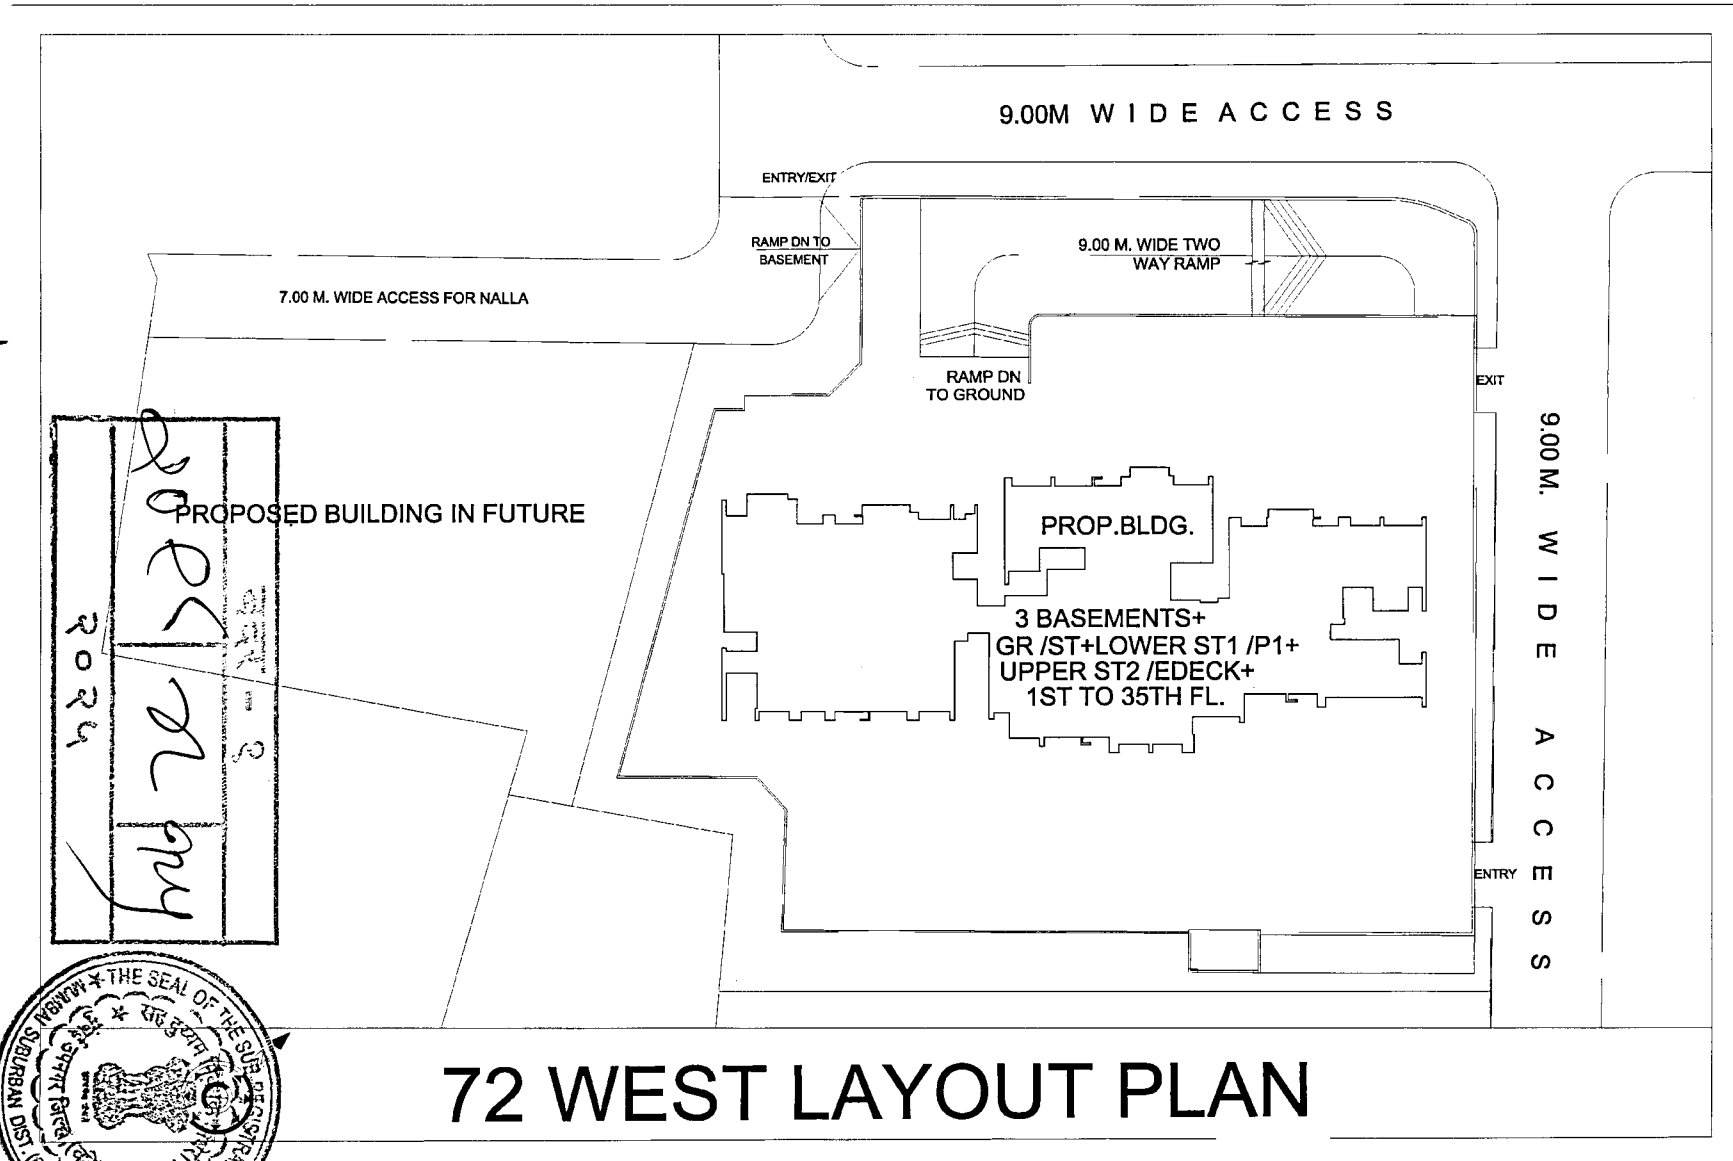 9.00M WIDE ACCESS
ENTRY/EXIT
RAMP DN TO
BASEMENT
9.00 M. WIDE TWO
WAY RAMP
7.00 M. WIDE ACCESS FOR NALLA
RAMP DN
TO GROUND
EXIT
9.00M. WIDE ACCESS
PROPOSED BUILDING IN FUTURE
PROP.BLDG.
3 BASEMENTS+
GR /ST+LOWER ST1 /P1+
UPPER ST2 /EDECK+
1ST TO 35TH FL.
ENTRY
२०२५
THE SEAL OF THE SUB REGISTRA
MUMBAI SUBURBAN DIST.
72 WEST LAYOUT PLAN